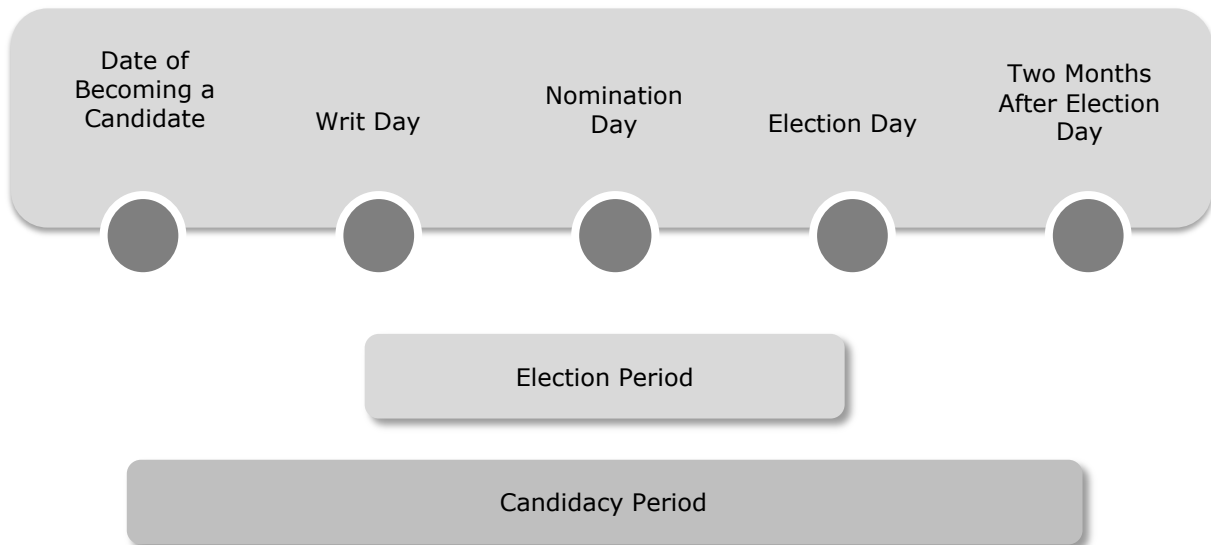 Date of
Becoming a
Candidate
Writ Day
Nomination
Day
Election Day
Two Months
After Election
Day
Election Period
Candidacy Period